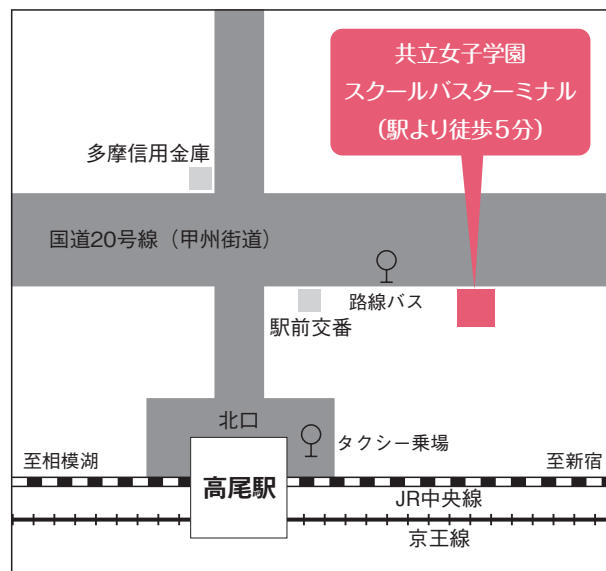 共立女子学園
スクールバスターミナル
（駅より徒歩5分）
多摩信用金庫
国道20号線（甲州街道）
路線バス
駅前交番
北口
タクシー乗場
至相模湖
至新宿
高尾駅
JR中央線
京王線